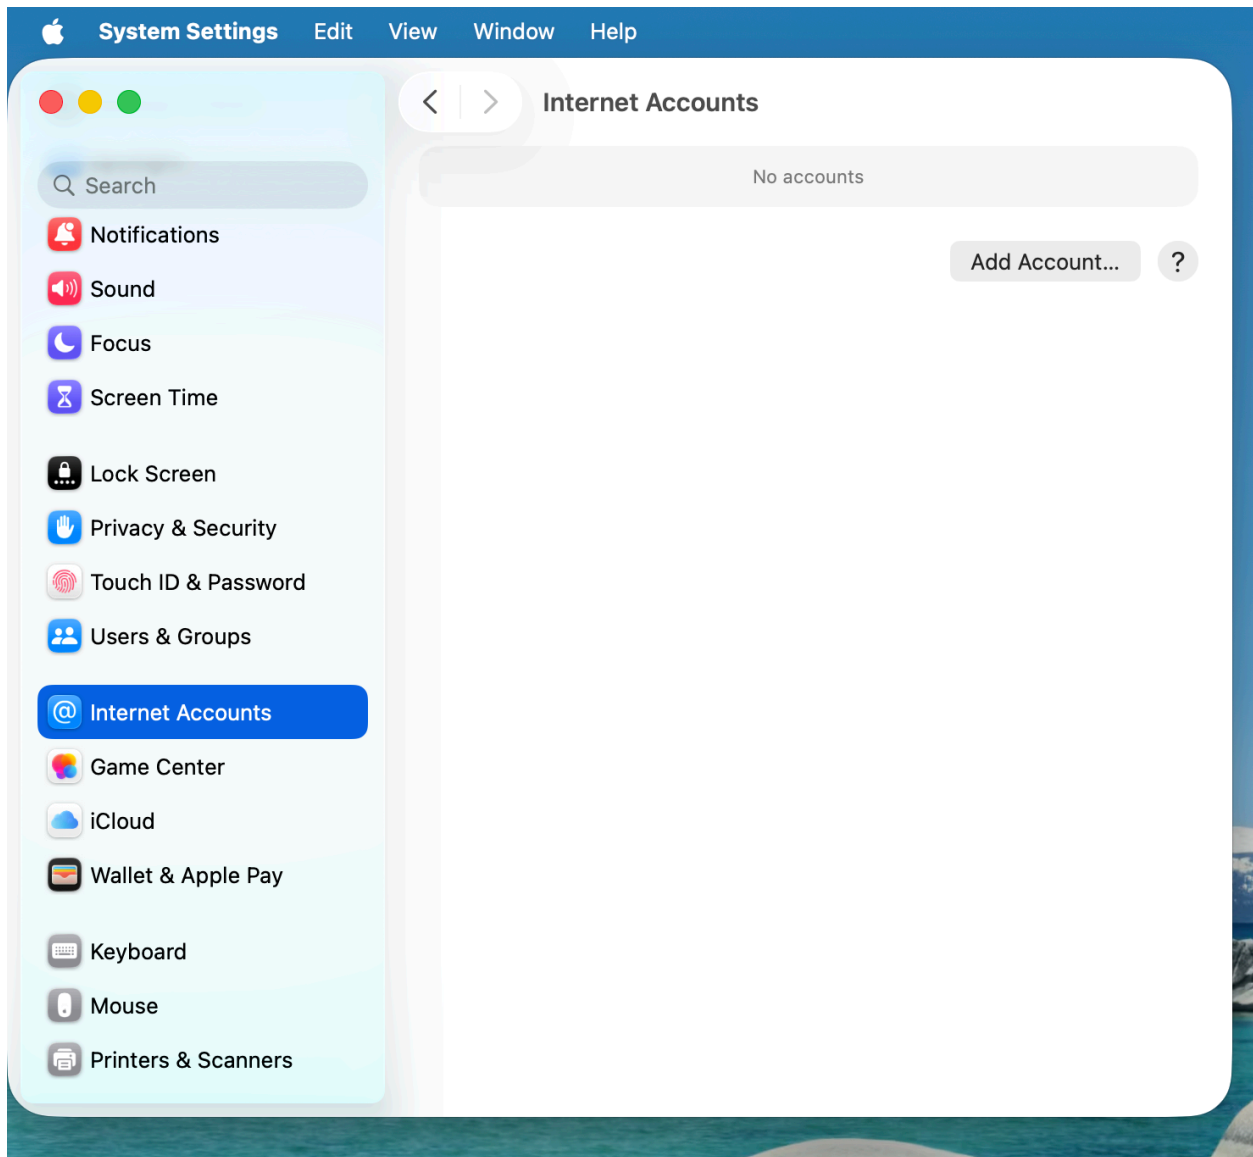 System Settings Edit View Window Help
Internet Accounts
Search
Notifications
Sound
Focus
Screen Time
Lock Screen
Privacy & Security
Touch ID & Password
Users & Groups
Internet Accounts
Game Center
iCloud
Wallet & Apple Pay
Keyboard
Mouse
Printers & Scanners
No accounts
Add Account... ?